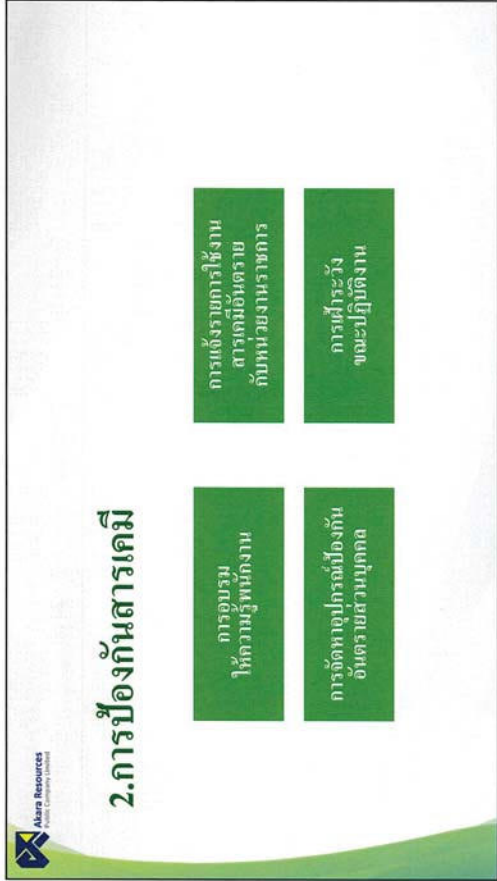 Akara Resources
Public Company Limited
2.การป้องกันสารเคมี
การอบรม
ให้ความรู้พนักงาน
การแจ้งรายการใช้งาน
สารเคมีอันตราย
กับหน่วยงานราชการ
การจัดหาอุปกรณ์ป้องกัน
อันตรายส่วนบุคคล
การเฝ้าระวัง
ขณะปฏิบัติงาน